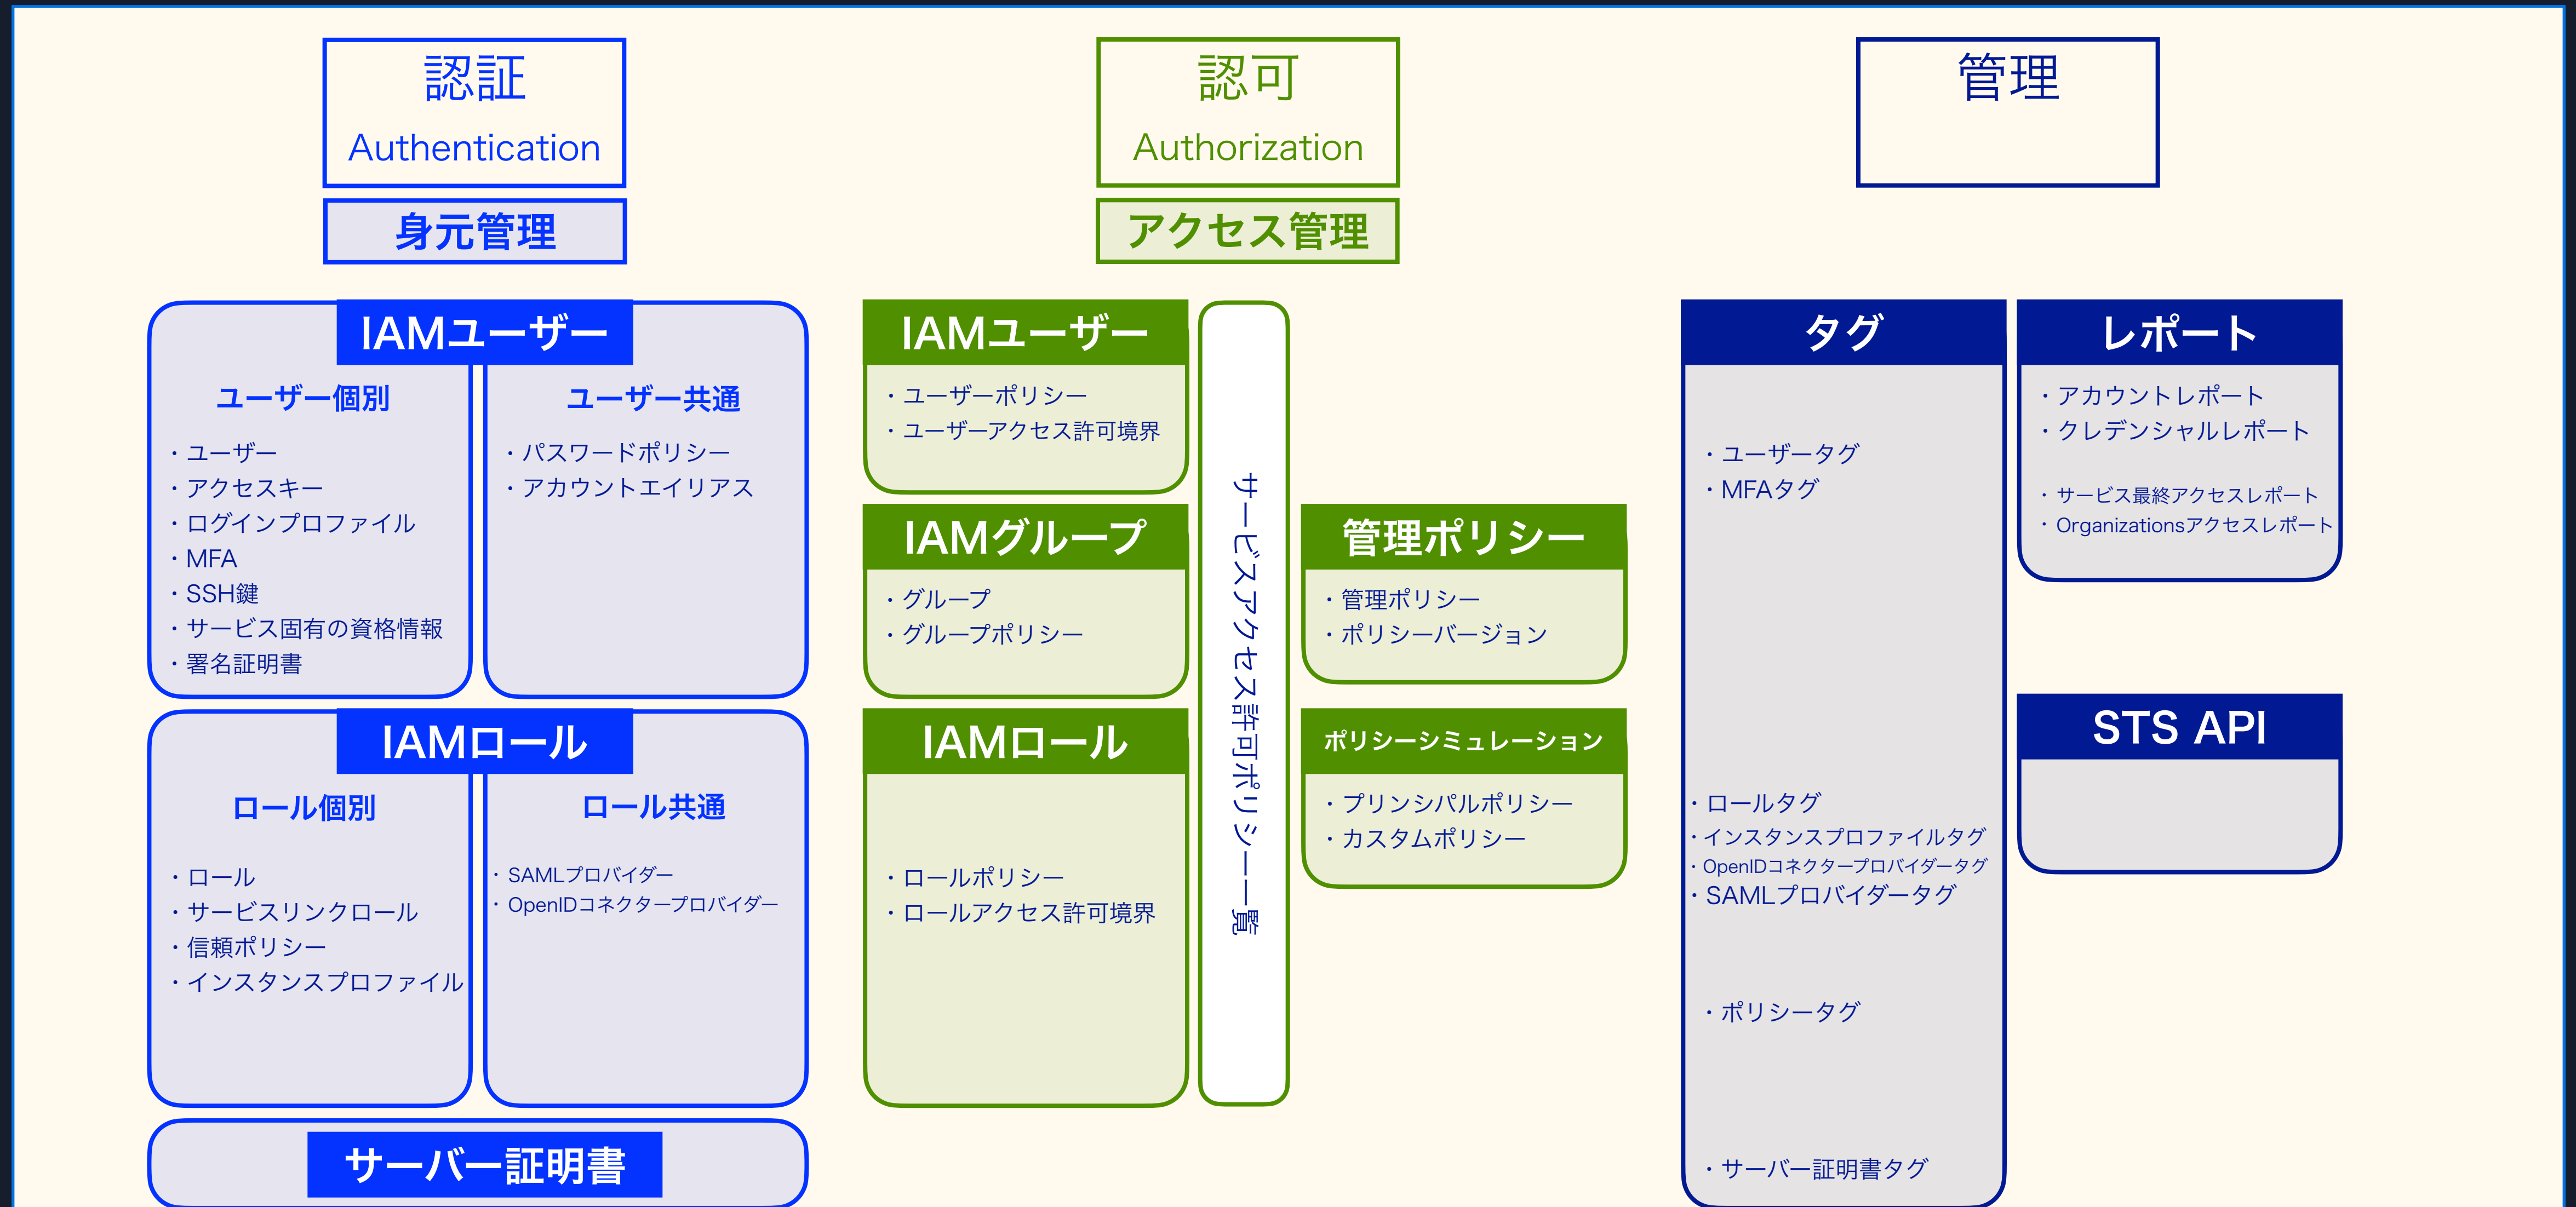 認証
Authentication
身元管理
IAMユーザー
ユーザー個別
・ユーザー
・アクセスキー
・ログインプロファイル
・MFA
・SSH鍵
・サービス固有の資格情報
・署名証明書
ユーザー共通
・パスワードポリシー
・アカウントエイリアス
IAMロール
ロール個別
・ロール
・サービスリンクロール
・信頼ポリシー
・インスタンスプロファイル
ロール共通
・SAMLプロバイダー
・OpenIDコネクタープロバイダー
サーバー証明書
認可
Authorization
アクセス管理
IAMユーザー
・ユーザーポリシー
・ユーザーアクセス許可境界
IAMグループ
・グループ
・グループポリシー
IAMロール
・ロールポリシー
・ロールアクセス許可境界
サービスアクセス許可ポリシー一覧
管理ポリシー
・管理ポリシー
・ポリシーバージョン
ポリシーシミュレーション
・プリンシパルポリシー
・カスタムポリシー
管理
タグ
・ユーザータグ
・MFAタグ
・ロールタグ
・インスタンスプロファイルタグ
・OpenIDコネクタープロバイダータグ
・SAMLプロバイダータグ
・ポリシータグ
・サーバー証明書タグ
レポート
・アカウントレポート
・クレデンシャルレポート
・サービス最終アクセスレポート
・Organizationsアクセスレポート
STS API